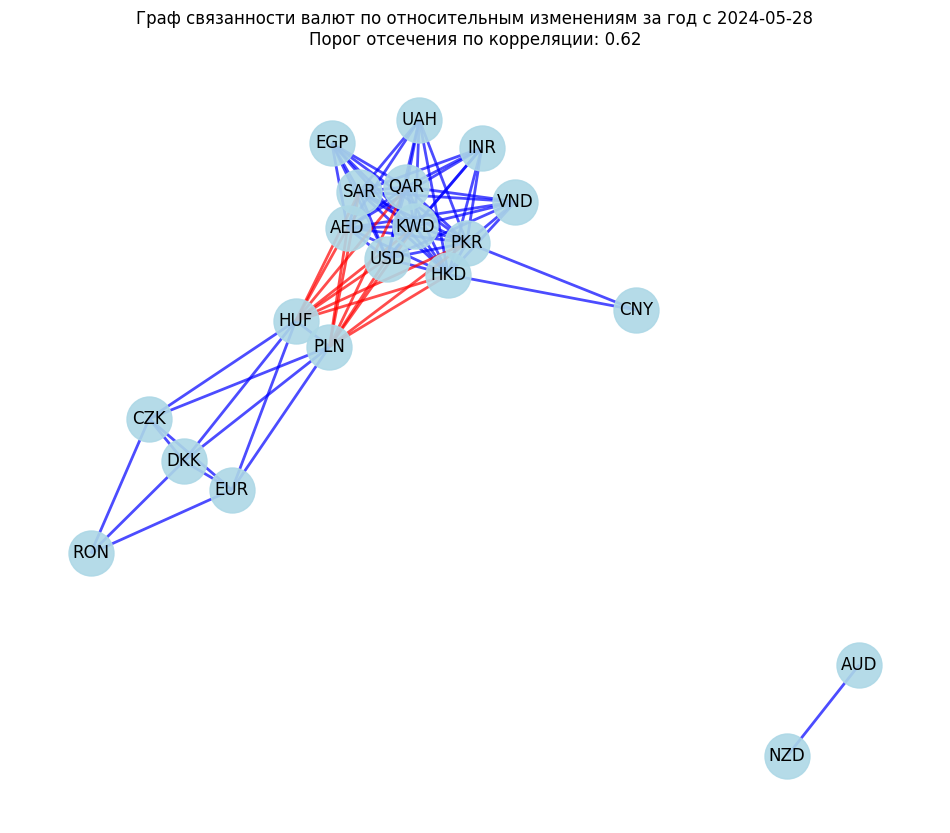 Граф связанности валют по относительным изменениям за год с 2024-05-28
Порог отсечения по корреляции: 0.62
UAH
EGP
INR
SAR
QAR
VND
AED
KWD
PKR
USD
HKD
CNY
HUF
PLN
CZK
DKK
EUR
RON
AUD
NZD